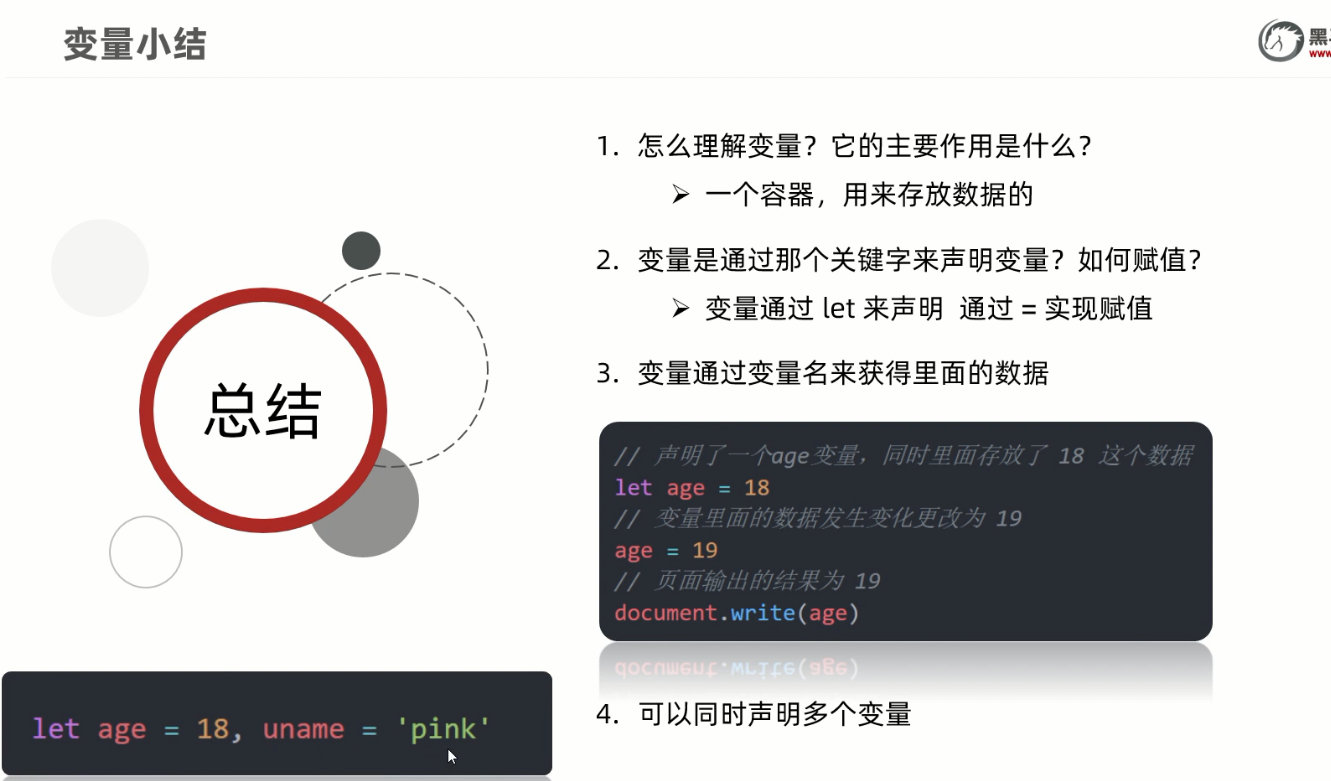 变量小结
黑
www
1. 怎么理解变量？它的主要作用是什么？
➢ 一个容器，用来存放数据的
2. 变量是通过那个关键字来声明变量？如何赋值？
➢ 变量通过 let 来声明 通过 = 实现赋值
3. 变量通过变量名来获得里面的数据
总结
// 声明了一个age变量，同时里面存放了 18 这个数据
let age = 18
// 变量里面的数据发生变化更改为 19
age = 19
// 页面输出的结果为 19
document.write(age)
4. 可以同时声明多个变量
let age = 18, uname = 'pink'